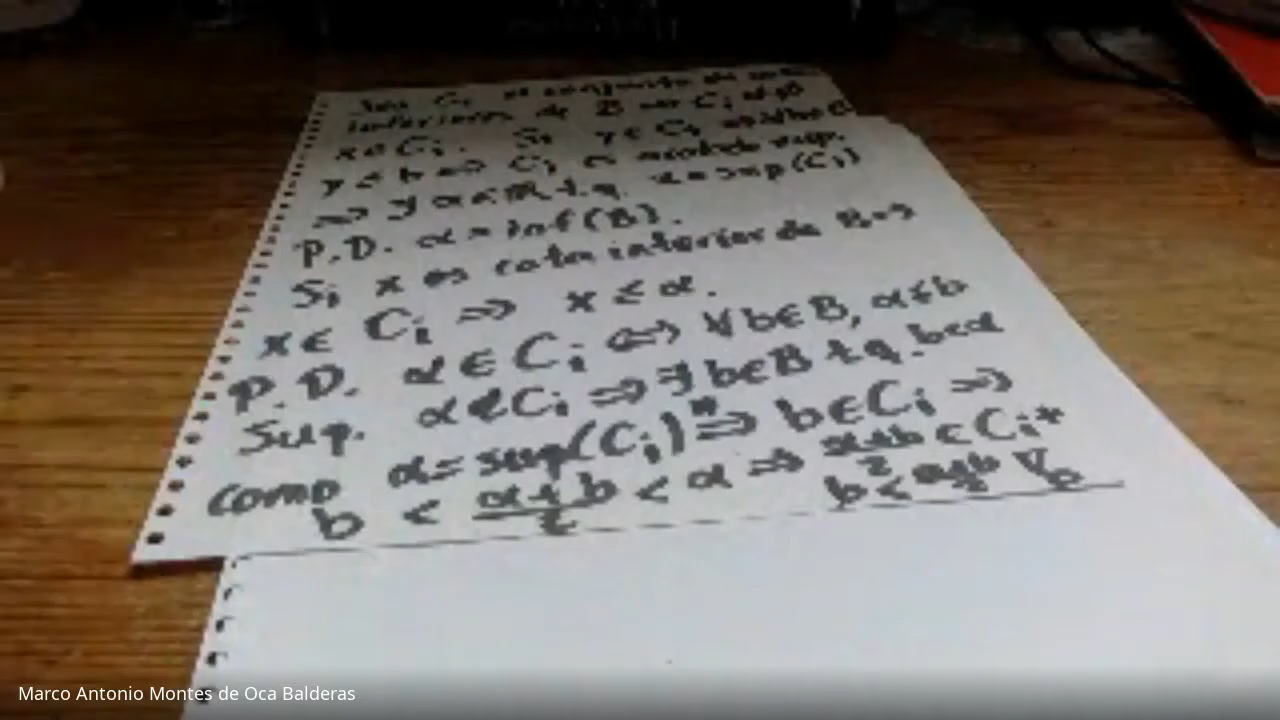 Sea Ci el conjunto de cotas
inferiores de B
x ∈ Ci. Si y ∈ Ci
y ≤ b => Ci es acotado sup.
=> ∃ α ∈ ℝ t.q. α = sup(Ci)
P.D. α = inf(B).
Si x es cota inferior de B =>
x ∈ Ci => x ≤ α.
P.D. α ∈ Ci <=> ∀ b ∈ B, α ≤ b
Sup. α ∉ Ci => ∃ b ∈ B t.q. b < α
como α = sup(Ci) => b ∈ Ci =>
b < (α+b)/2 < α => (α+b)/2 ∈ Ci
b < (α+b)/2
Marco Antonio Montes de Oca Balderas